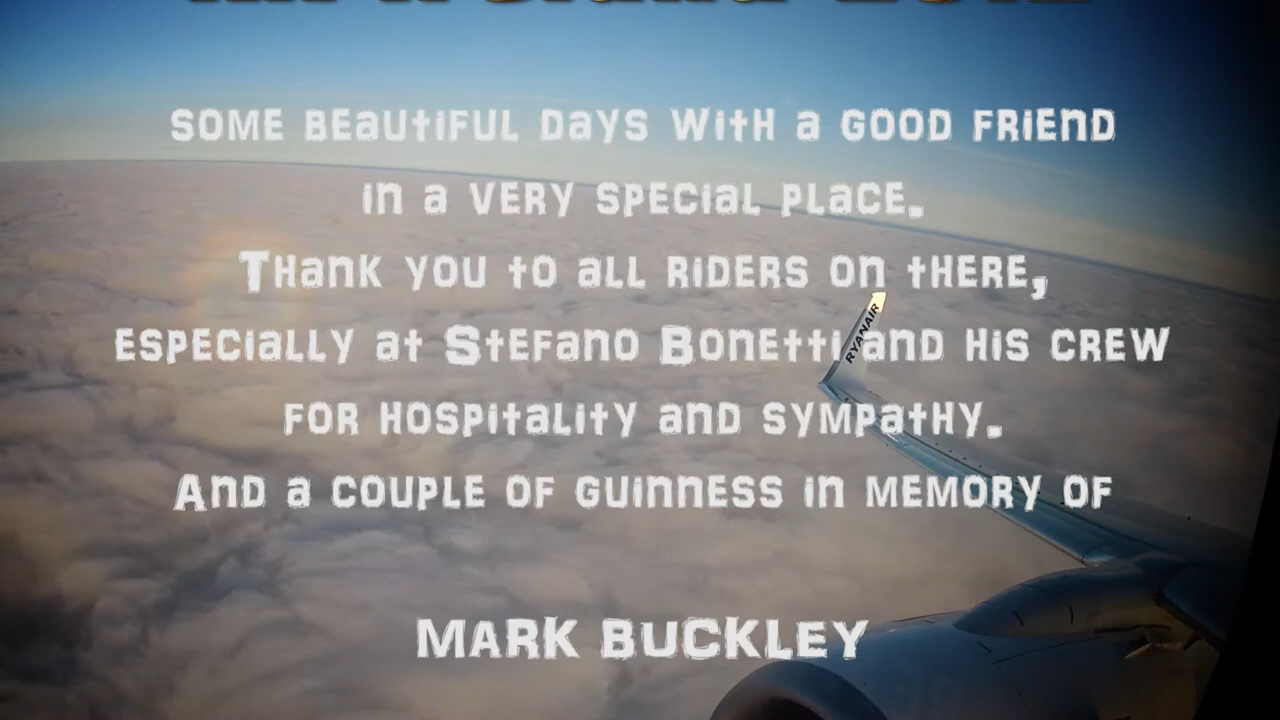 SOME BEAUTIFUL DAYS WITH A GOOD FRIEND
IN A VERY SPECIAL PLACE.
THANK YOU TO ALL RIDERS ON THERE,
RYANAIR
ESPECIALLY AT STEFANO BONETTI AND HIS CREW
FOR HOSPITALITY AND SYMPATHY.
AND A COUPLE OF GUINNESS IN MEMORY OF
MARK BUCKLEY